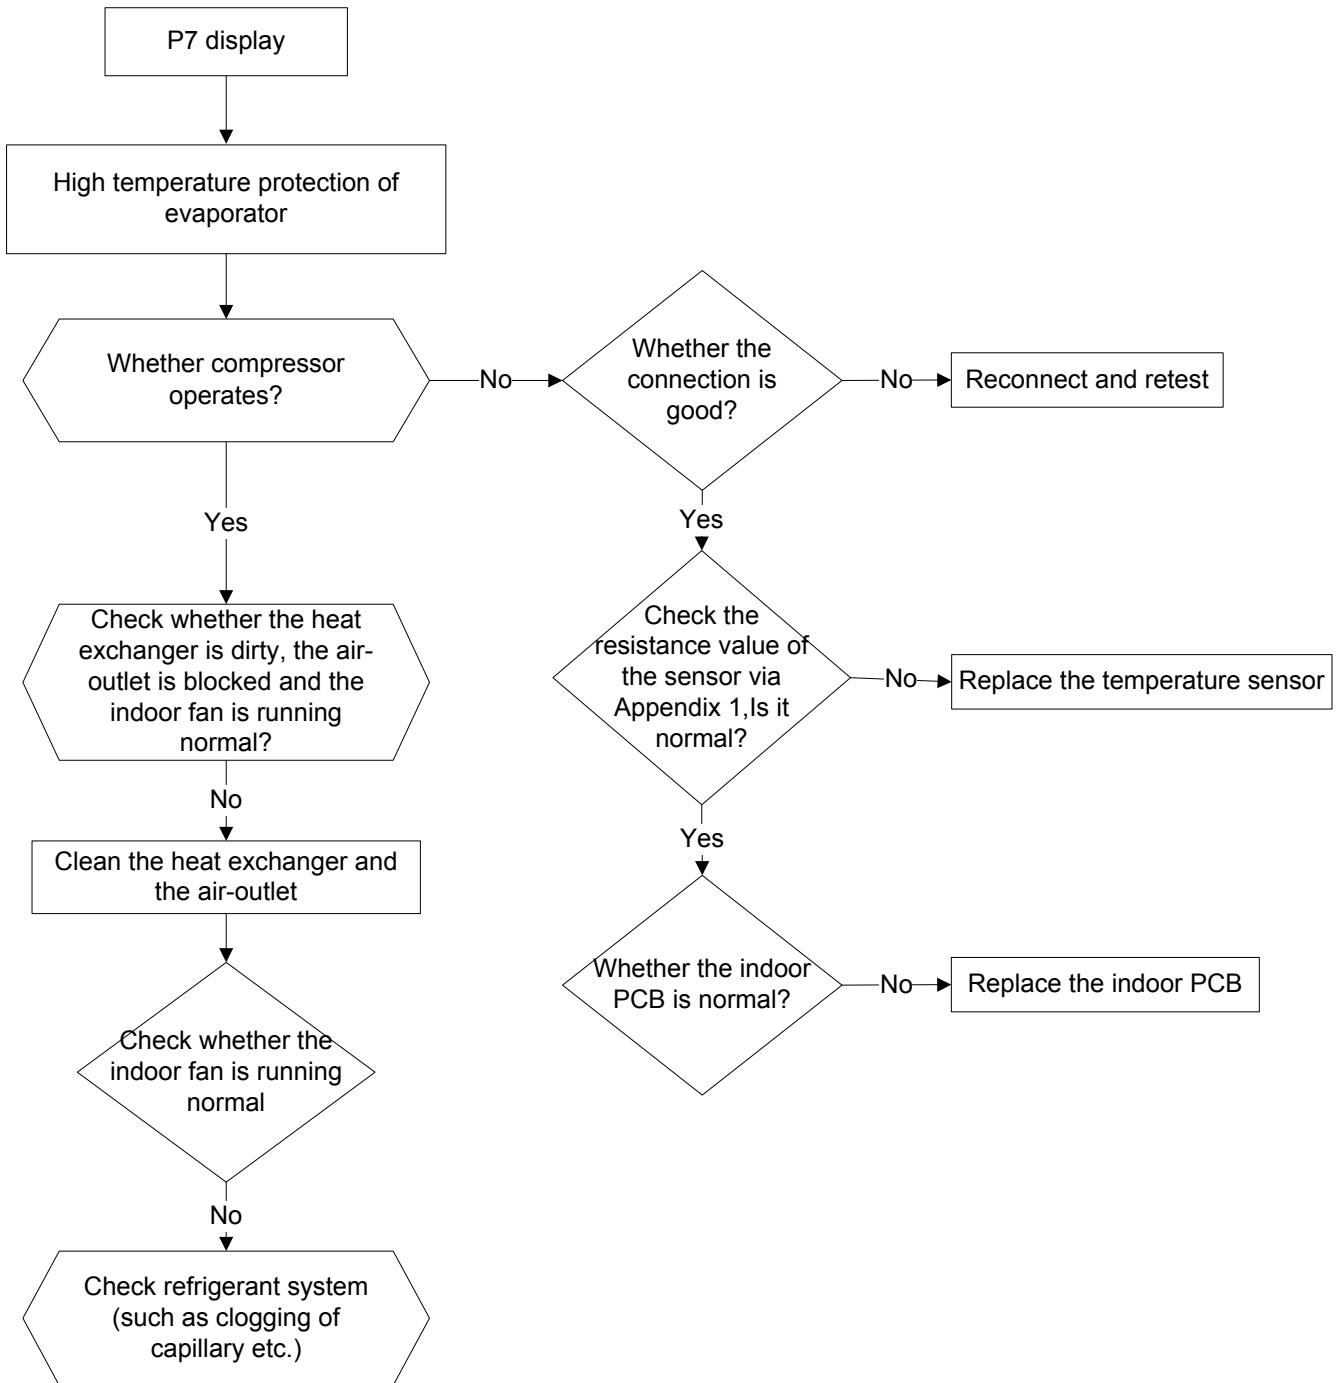 P7 display
High temperature protection of
evaporator
Whether compressor
operates?
No
Whether the
connection is
good?
No
Reconnect and retest
Yes
Yes
Check whether the heat
exchanger is dirty, the air-
outlet is blocked and the
indoor fan is running
normal?
Check the
resistance value of
the sensor via
Appendix 1,Is it
normal?
No
Replace the temperature sensor
No
Yes
Clean the heat exchanger and
the air-outlet
Whether the indoor
PCB is normal?
No
Replace the indoor PCB
Check whether the
indoor fan is running
normal
No
Check refrigerant system
(such as clogging of
capillary etc.)